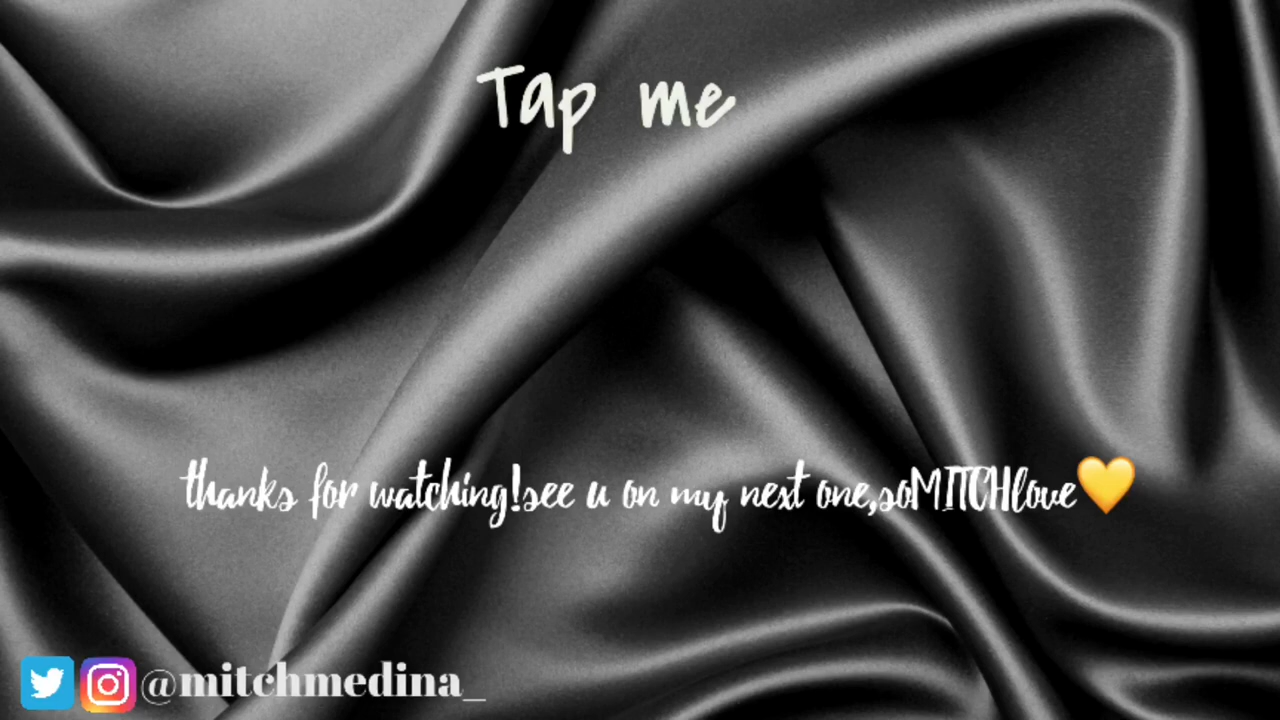 Tap me
thanks for watching!see u on my next one,soMITCHlove💛
@mitchmedina_